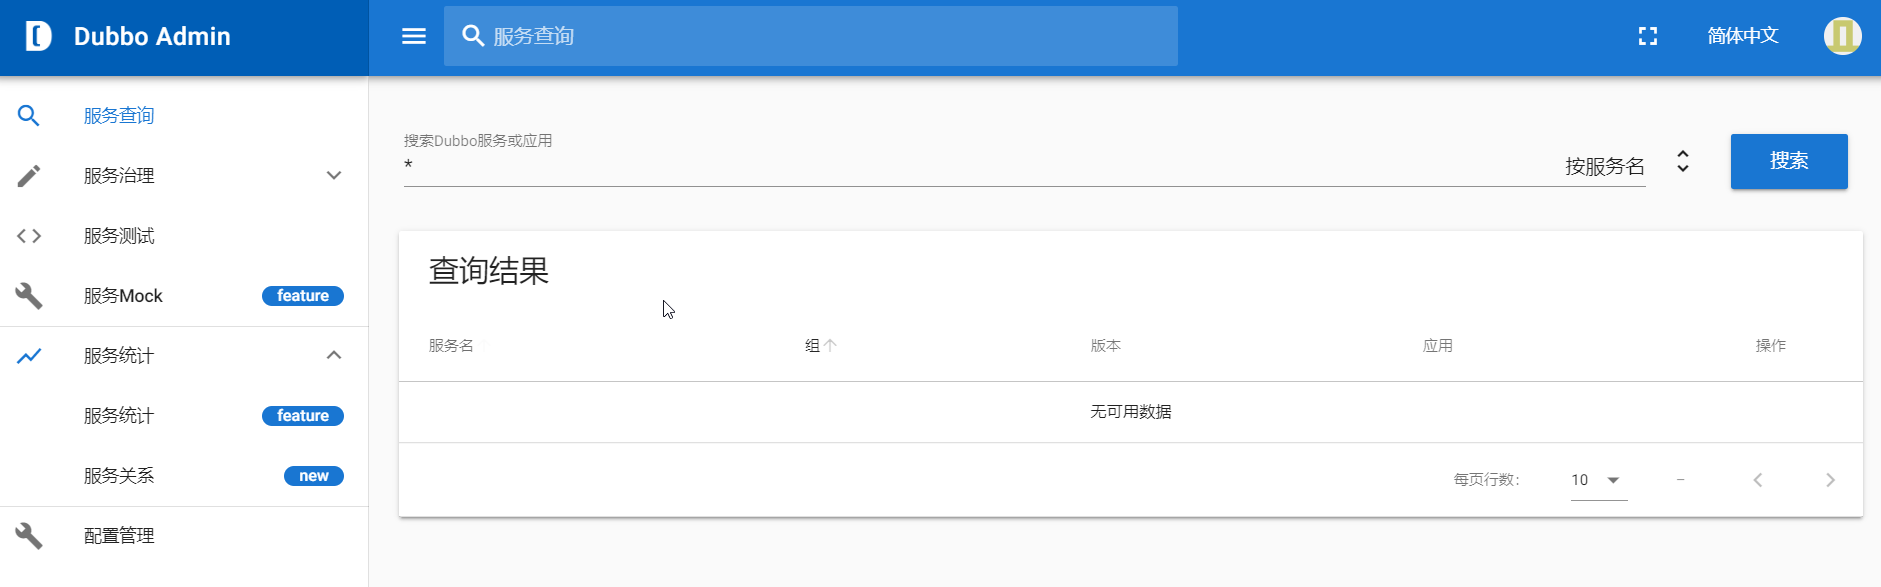 Dubbo Admin
服务查询
简体中文
服务查询
服务治理
服务测试
服务Mock feature
服务统计
服务统计 feature
服务关系 new
配置管理
搜索Dubbo服务或应用
* 按服务名
搜索
查询结果
服务名 组 版本 应用 操作
无可用数据
每页行数: 10 –